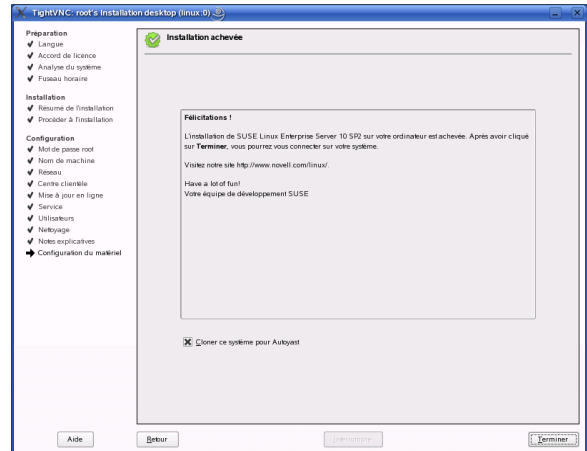 TightVNC: root's Installation desktop (linux:0)
Préparation
Langue
Accord de licence
Analyse du système
Fuseau horaire
Installation
Résumé de l'installation
Procéder à l'installation
Configuration
Mot de passe root
Nom de machine
Réseau
Centre clientèle
Mise à jour en ligne
Service
Utilisateurs
Nettoyage
Notes explicatives
Configuration du matériel
Installation achevée
Félicitations !
L'installation de SUSE Linux Enterprise Server 10 SP2 sur votre ordinateur est achevée. Après avoir cliqué
sur Terminer, vous pourrez vous connecter sur votre système.
Visitez notre site http://www.novell.com/linux/.
Have a lot of fun!
Votre équipe de développement SUSE
Cloner ce système pour Autoyast
Aide
Retour
Interrompre
Terminer